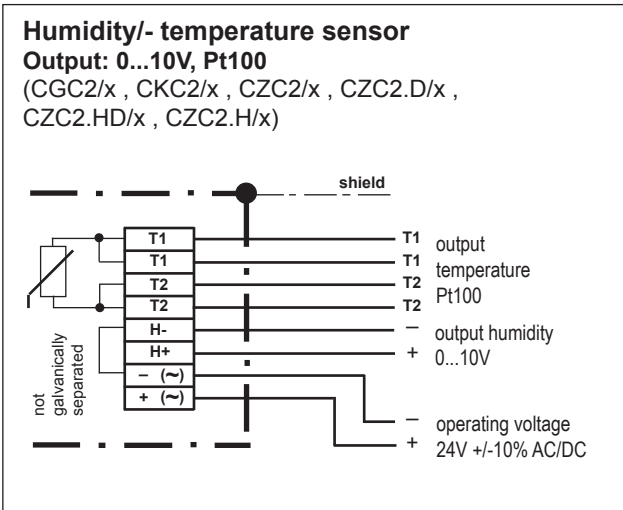 Humidity/- temperature sensor
Output: 0...10V, Pt100
(CGC2/x , CKC2/x , CZC2/x , CZC2.D/x ,
CZC2.HD/x , CZC2.H/x)
shield
T1
T1
T2
T2
H-
H+
– (~)
+ (~)
not
galvanically
separated
T1
T1
T2
T2
output
temperature
Pt100
– output humidity
+ 0...10V
– operating voltage
+ 24V +/-10% AC/DC